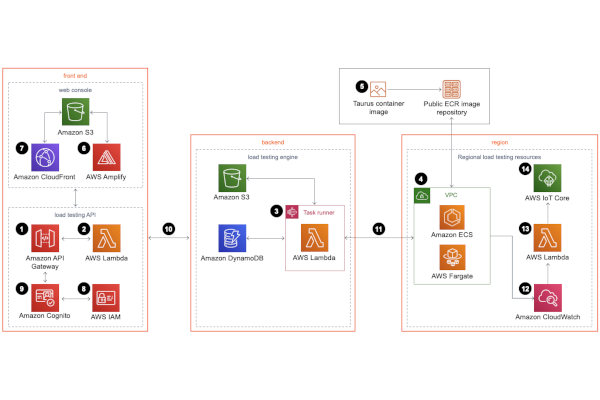 front end
web console
Amazon S3
7
Amazon CloudFront
6
AWS Amplify
load testing API
1
Amazon API
Gateway
2
AWS Lambda
9
Amazon Cognito
8
AWS IAM
10
backend
load testing engine
Amazon S3
3
Task runner
Amazon DynamoDB
AWS Lambda
11
5
Taurus container
image
Public ECR image
repository
region
Regional load testing resources
4
VPC
Amazon ECS
AWS
Fargate
14
AWS IoT Core
13
AWS Lambda
12
Amazon CloudWatch